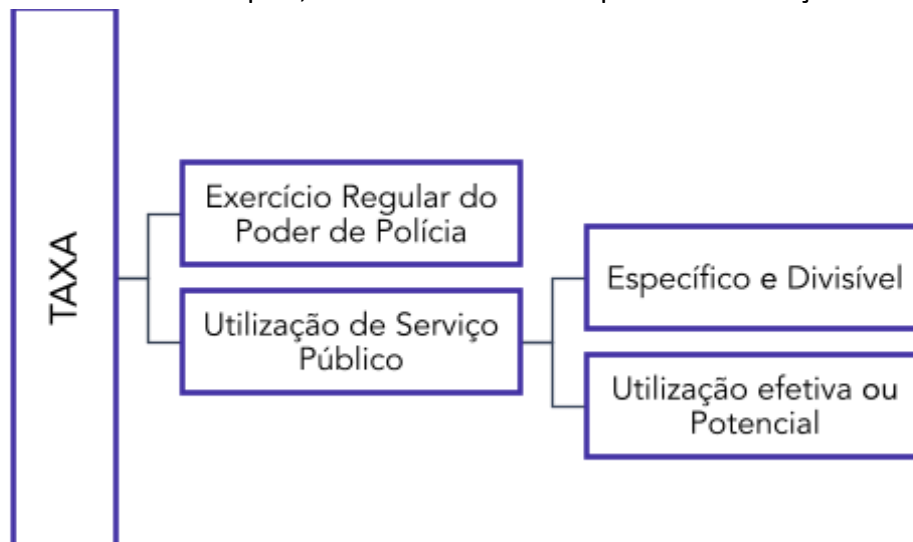 TAXA
Exercício Regular do
Poder de Polícia
Utilização de Serviço
Público
Específico e Divisível
Utilização efetiva ou
Potencial